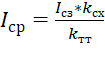 I_ср = I_сз*k_сх / k_тт